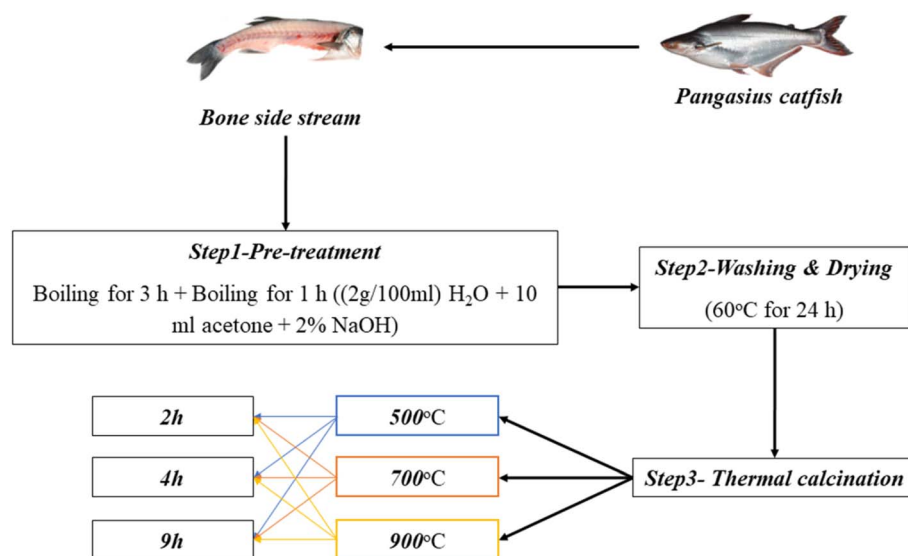 Pangasius catfish
Bone side stream
Step1-Pre-treatment
Boiling for 3 h + Boiling for 1 h ((2g/100ml) H₂O + 10
ml acetone + 2% NaOH)
Step2-Washing & Drying
(60°C for 24 h)
Step3- Thermal calcination
500°C
700°C
900°C
2h
4h
9h